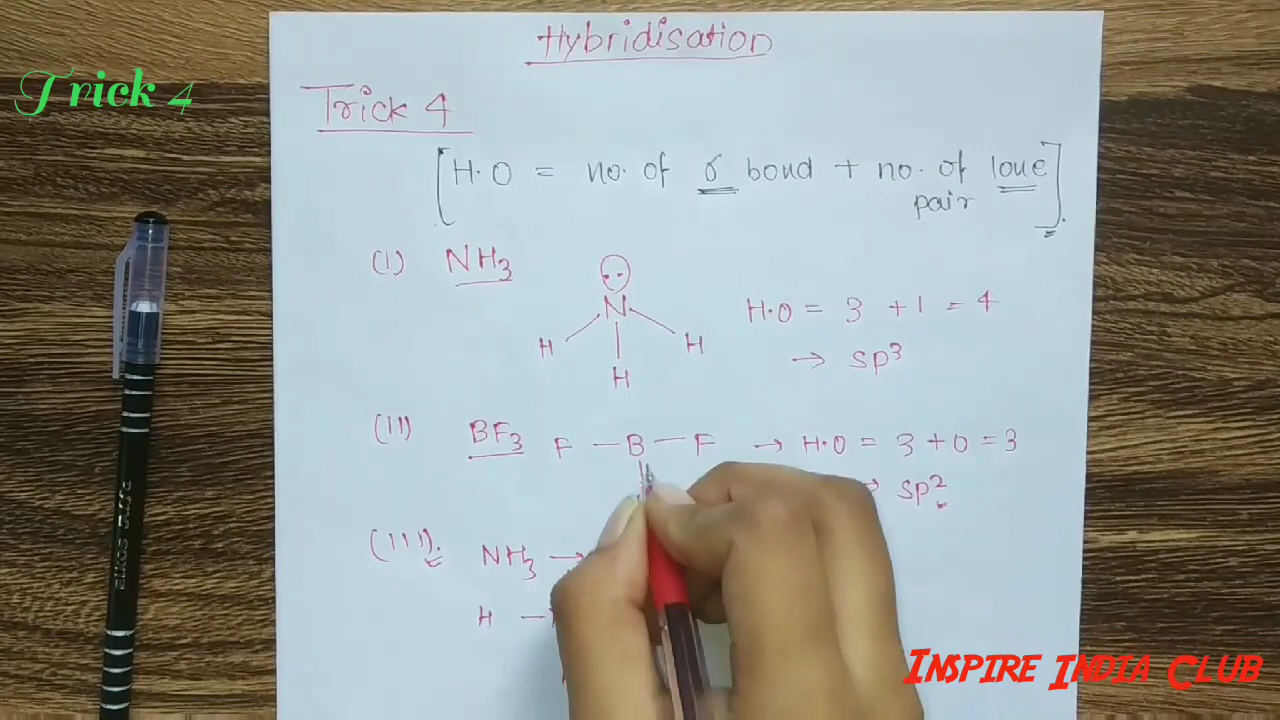 Hybridisation
Trick 4
Trick 4
[H.O = no. of σ bond + no. of lone
pair].
(I) NH3
N
H H
H
H.O = 3 + 1 = 4
→ sp³
(II) BF3 F — B — F → H.O = 3 + 0 = 3
→ sp²
(III). NH3 →
H —
elkos
INSPIRE INDIA CLUB